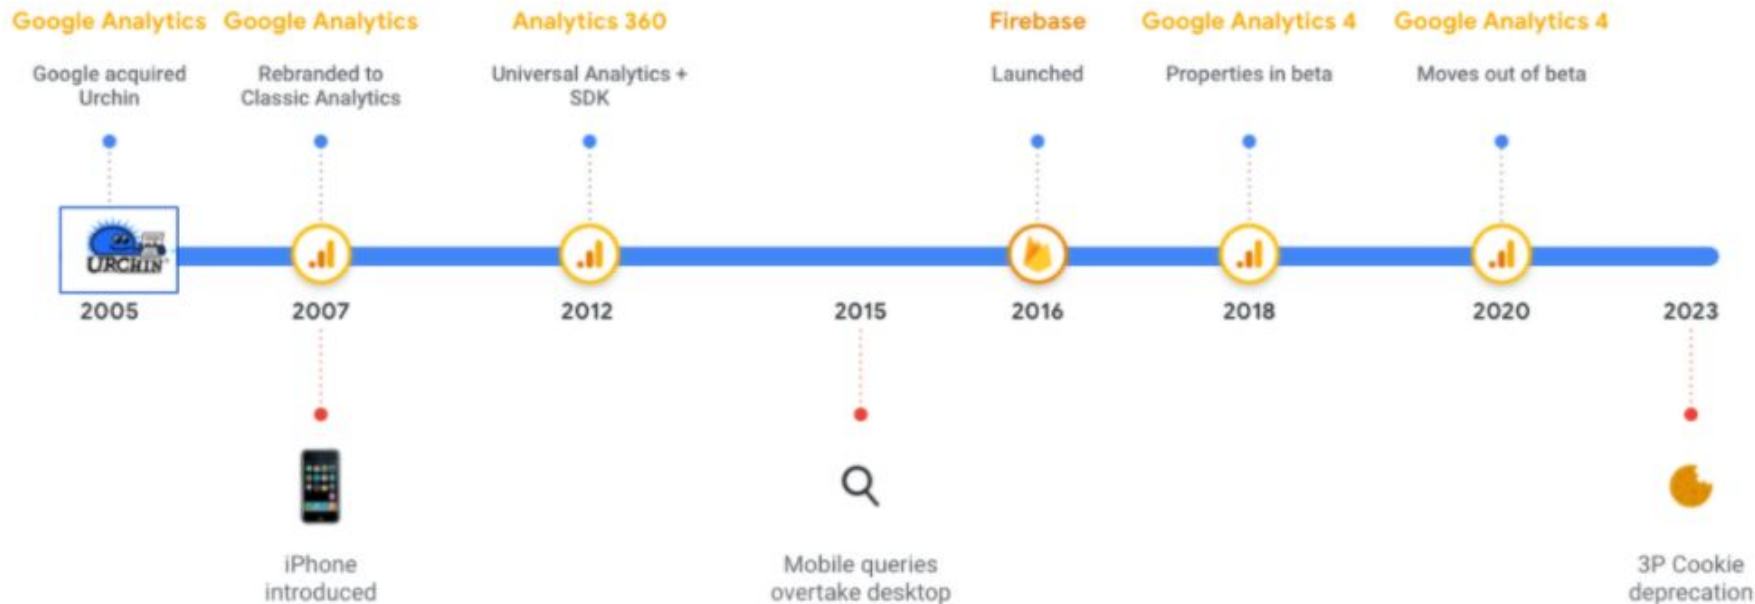 Google Analytics
Google acquired
Urchin
Google Analytics
Rebranded to
Classic Analytics
Analytics 360
Universal Analytics +
SDK
Firebase
Launched
Google Analytics 4
Properties in beta
Google Analytics 4
Moves out of beta
URCHIN
2005
2007
2012
2015
2016
2018
2020
2023
iPhone
introduced
Mobile queries
overtake desktop
3P Cookie
deprecation